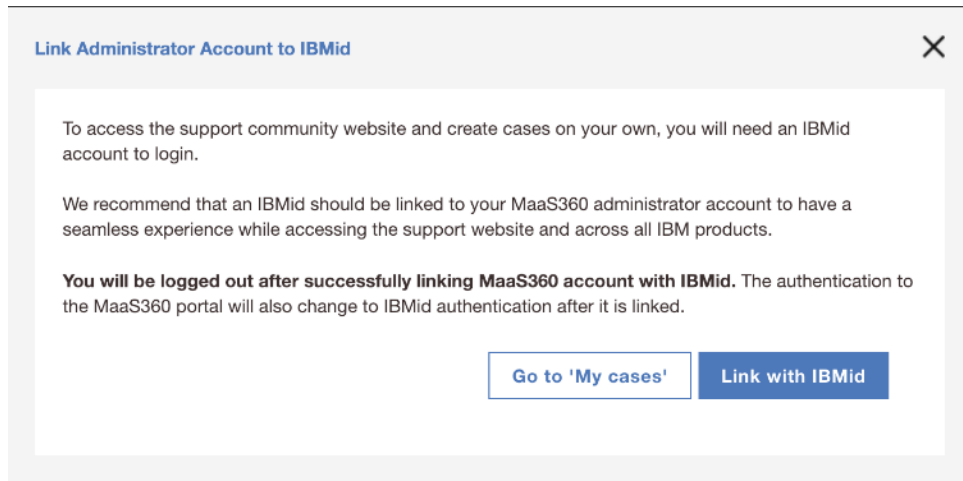 Link Administrator Account to IBMid
To access the support community website and create cases on your own, you will need an IBMid
account to login.
We recommend that an IBMid should be linked to your MaaS360 administrator account to have a
seamless experience while accessing the support website and across all IBM products.
You will be logged out after successfully linking MaaS360 account with IBMid. The authentication to
the MaaS360 portal will also change to IBMid authentication after it is linked.
Go to 'My cases'
Link with IBMid